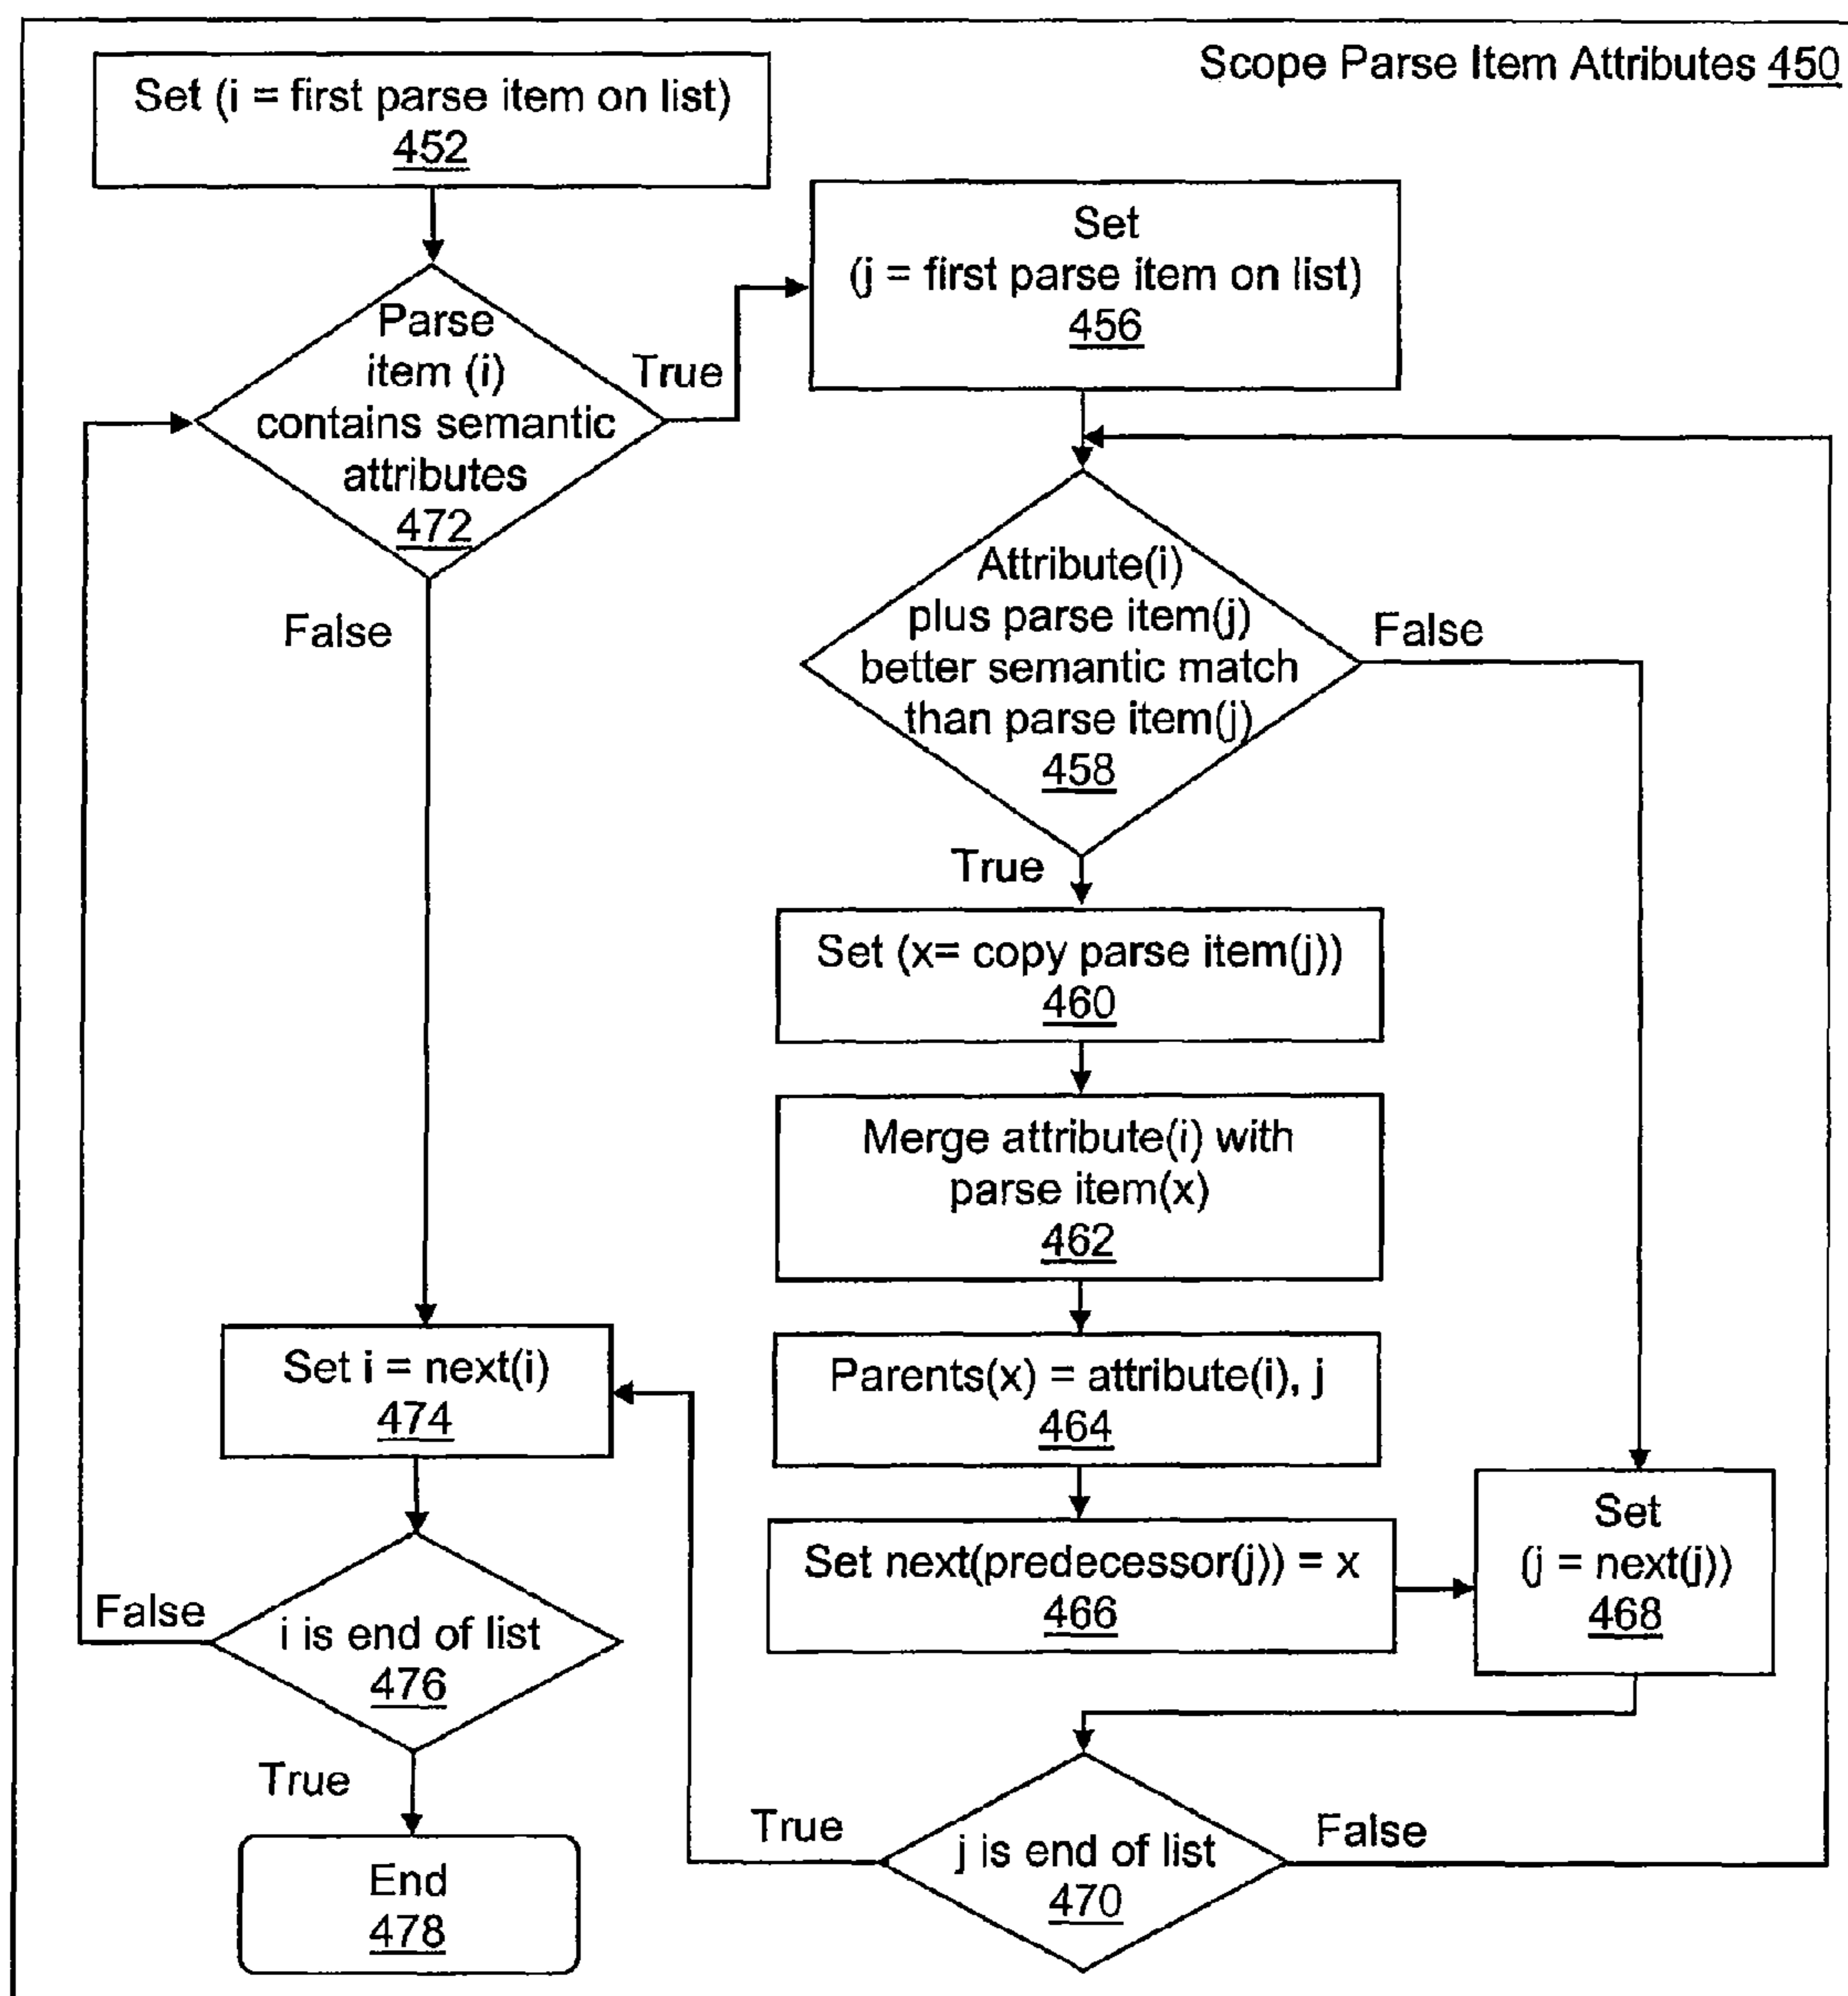 Scope Parse Item Attributes 450
Set (i = first parse item on list)
452
Parse
item (i)
contains semantic
attributes
472
True
False
Set
(j = first parse item on list)
456
Attribute(i)
plus parse item(j)
better semantic match
than parse item(j)
458
False
True
Set (x= copy parse item(j))
460
Merge attribute(i) with
parse item(x)
462
Parents(x) = attribute(i), j
464
Set next(predecessor(j)) = x
466
Set
(j = next(j))
468
j is end of list
470
True
False
Set i = next(i)
474
i is end of list
476
False
True
End
478